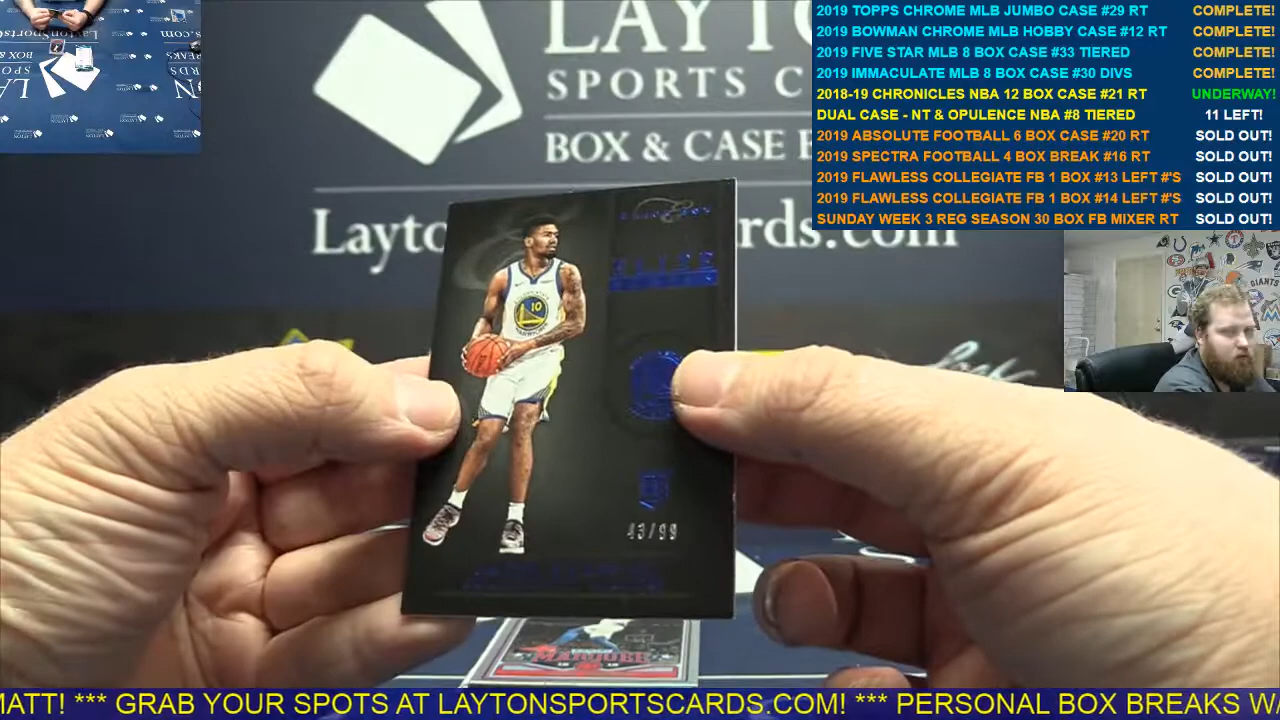 LAYTO
SPORTS C
BOX & CASE
Layto rds.com
2019 TOPPS CHROME MLB JUMBO CASE #29 RT COMPLETE!
2019 BOWMAN CHROME MLB HOBBY CASE #12 RT COMPLETE!
2019 FIVE STAR MLB 8 BOX CASE #33 TIERED COMPLETE!
2019 IMMACULATE MLB 8 BOX CASE #30 DIVS COMPLETE!
2018-19 CHRONICLES NBA 12 BOX CASE #21 RT UNDERWAY!
DUAL CASE - NT & OPULENCE NBA #8 TIERED 11 LEFT!
2019 ABSOLUTE FOOTBALL 6 BOX CASE #20 RT SOLD OUT!
2019 SPECTRA FOOTBALL 4 BOX BREAK #16 RT SOLD OUT!
2019 FLAWLESS COLLEGIATE FB 1 BOX #13 LEFT #'S SOLD OUT!
2019 FLAWLESS COLLEGIATE FB 1 BOX #14 LEFT #'S SOLD OUT!
SUNDAY WEEK 3 REG SEASON 30 BOX FB MIXER RT SOLD OUT!
GIANTS
10
43/99
MARQUEE
MATT! *** GRAB YOUR SPOTS AT LAYTONSPORTSCARDS.COM! *** PERSONAL BOX BREAKS WA